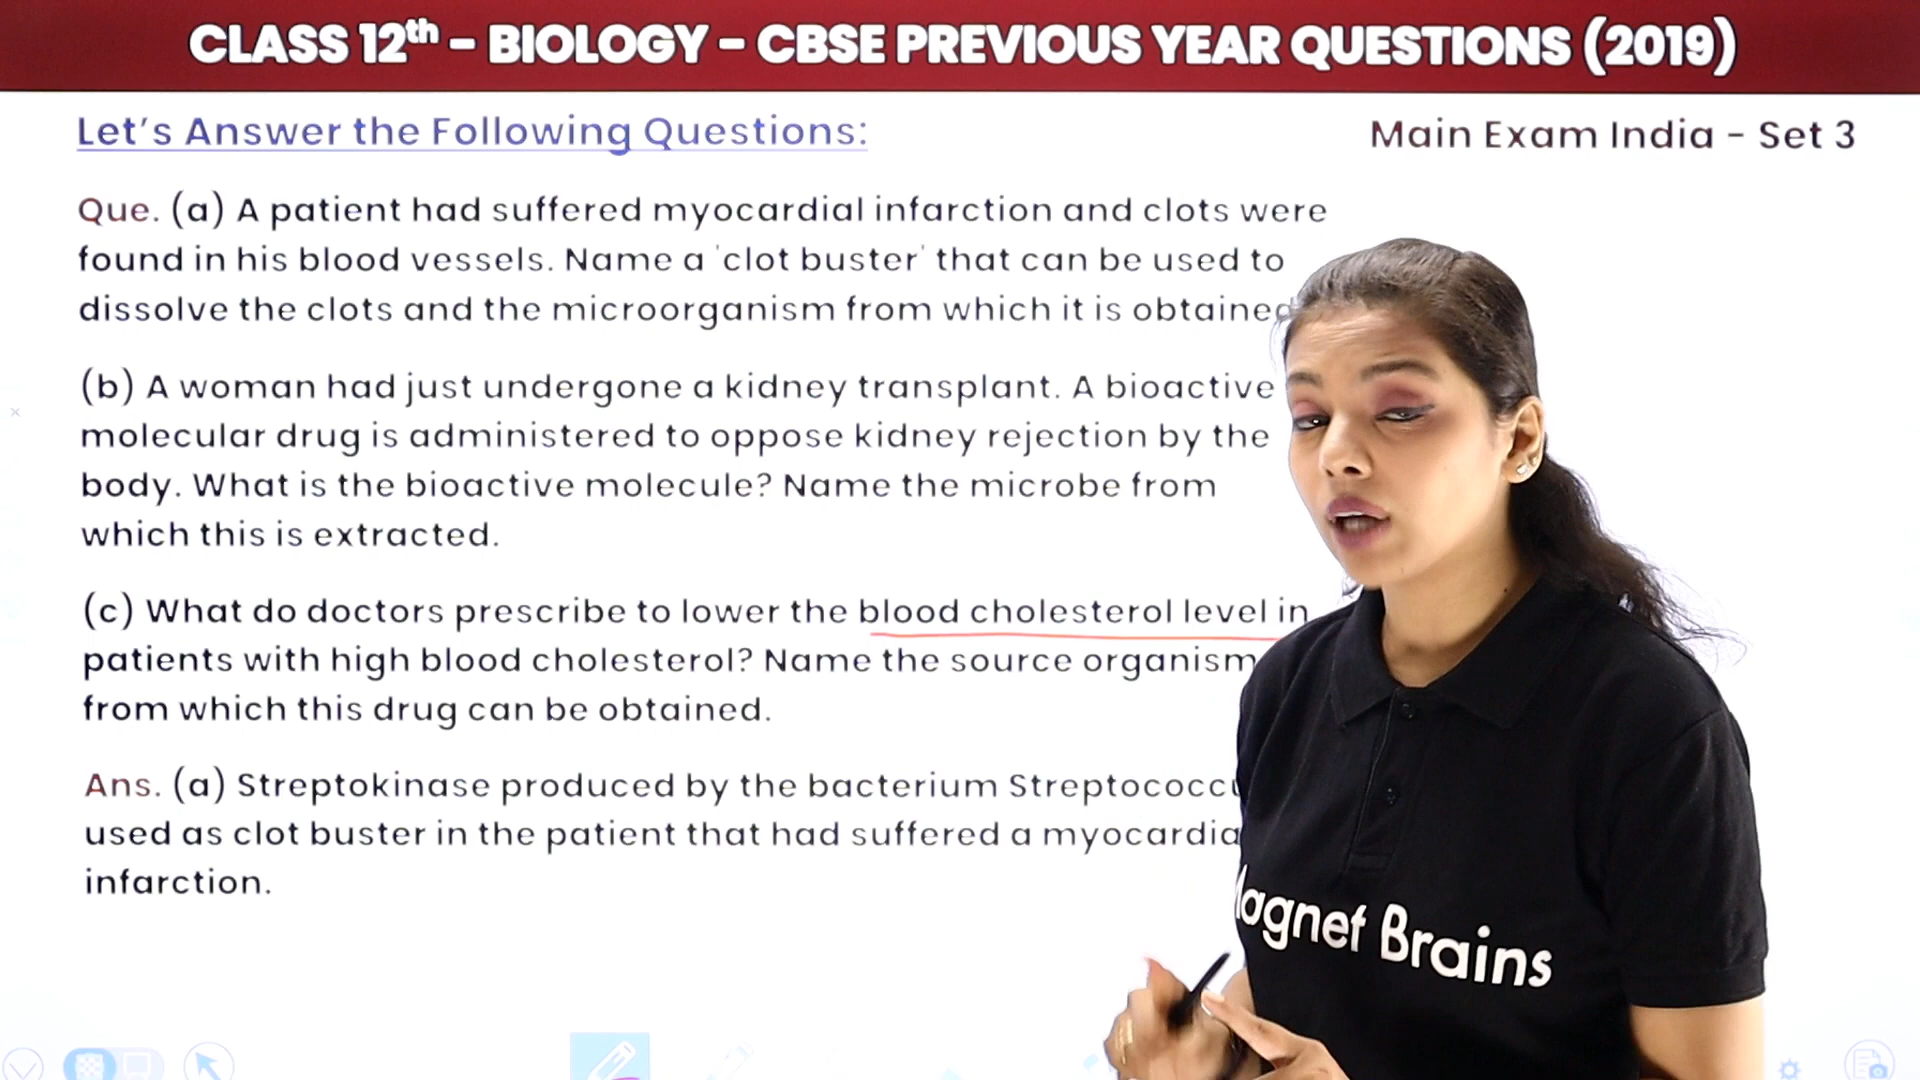 CLASS 12th – BIOLOGY – CBSE PREVIOUS YEAR QUESTIONS (2019)
Let's Answer the Following Questions:
Main Exam India - Set 3
Que. (a) A patient had suffered myocardial infarction and clots were
found in his blood vessels. Name a 'clot buster' that can be used to
dissolve the clots and the microorganism from which it is obtained
(b) A woman had just undergone a kidney transplant. A bioactive
molecular drug is administered to oppose kidney rejection by the
body. What is the bioactive molecule? Name the microbe from
which this is extracted.
(c) What do doctors prescribe to lower the blood cholesterol level in
patients with high blood cholesterol? Name the source organism
from which this drug can be obtained.
Ans. (a) Streptokinase produced by the bacterium Streptococcu
used as clot buster in the patient that had suffered a myocardia
infarction.
agnet Brains